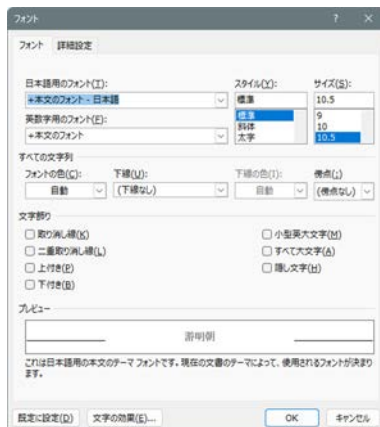 フォント ? ×
フォント 詳細設定
日本語用のフォント(T): スタイル(Y): サイズ(S):
+本文のフォント - 日本語 標準 10.5
英数字用のフォント(F): 標準 9
+本文のフォント 斜体 10
太字 10.5
すべての文字列
フォントの色(C): 下線(U): 下線の色(I): 傍点(:)
自動 (下線なし) 自動 (傍点なし)
文字飾り
取り消し線(K) 小型英大文字(M)
二重取り消し線(L) すべて大文字(A)
上付き(P) 隠し文字(H)
下付き(B)
プレビュー
游明朝
これは日本語用の本文のテーマ フォントです。現在の文書のテーマによって、使用されるフォントが決まり
ます。
既定に設定(D) 文字の効果(E)... OK キャンセル